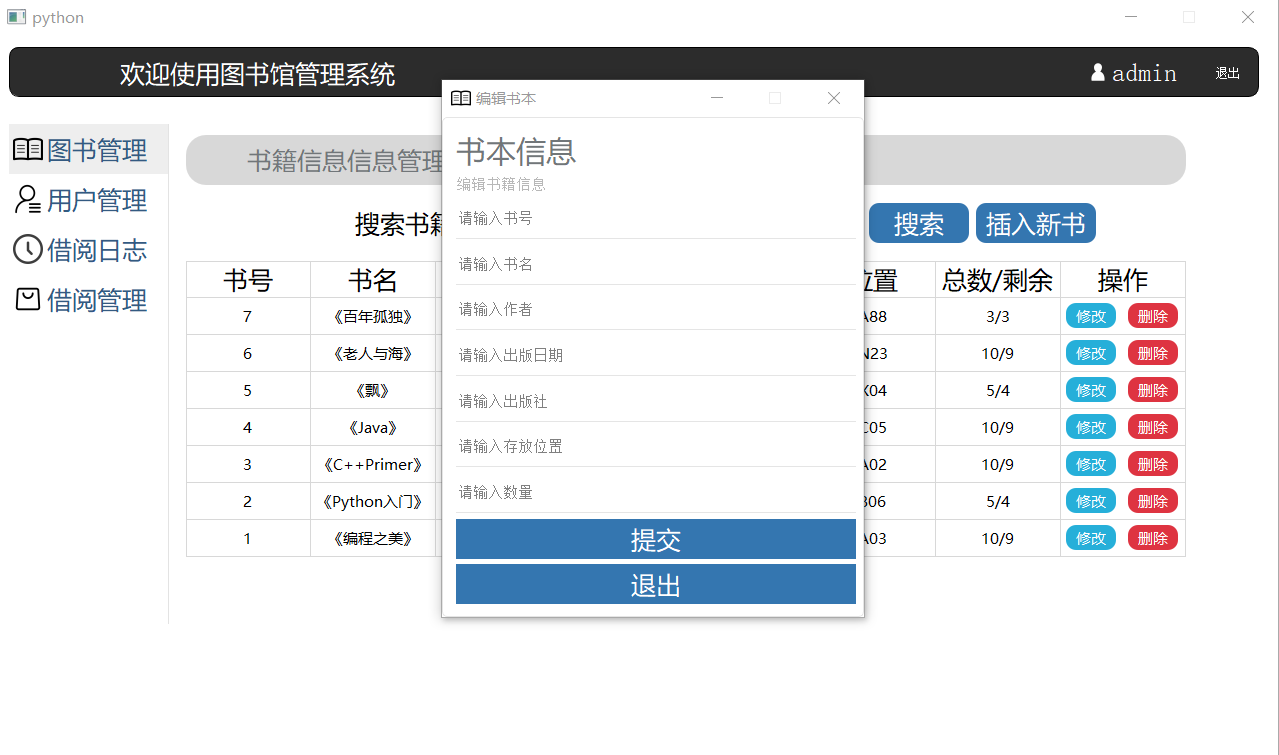 python
欢迎使用图书馆管理系统
admin
退出
图书管理
用户管理
借阅日志
借阅管理
书籍信息信息管理
搜索书籍
搜索
插入新书
书号 书名 位置 总数/剩余 操作
7 《百年孤独》 A88 3/3 修改 删除
6 《老人与海》 N23 10/9 修改 删除
5 《飘》 X04 5/4 修改 删除
4 《Java》 C05 10/9 修改 删除
3 《C++Primer》 A02 10/9 修改 删除
2 《Python入门》 06 5/4 修改 删除
1 《编程之美》 A03 10/9 修改 删除
编辑书本
书本信息
编辑书籍信息
请输入书号
请输入书名
请输入作者
请输入出版日期
请输入出版社
请输入存放位置
请输入数量
提交
退出